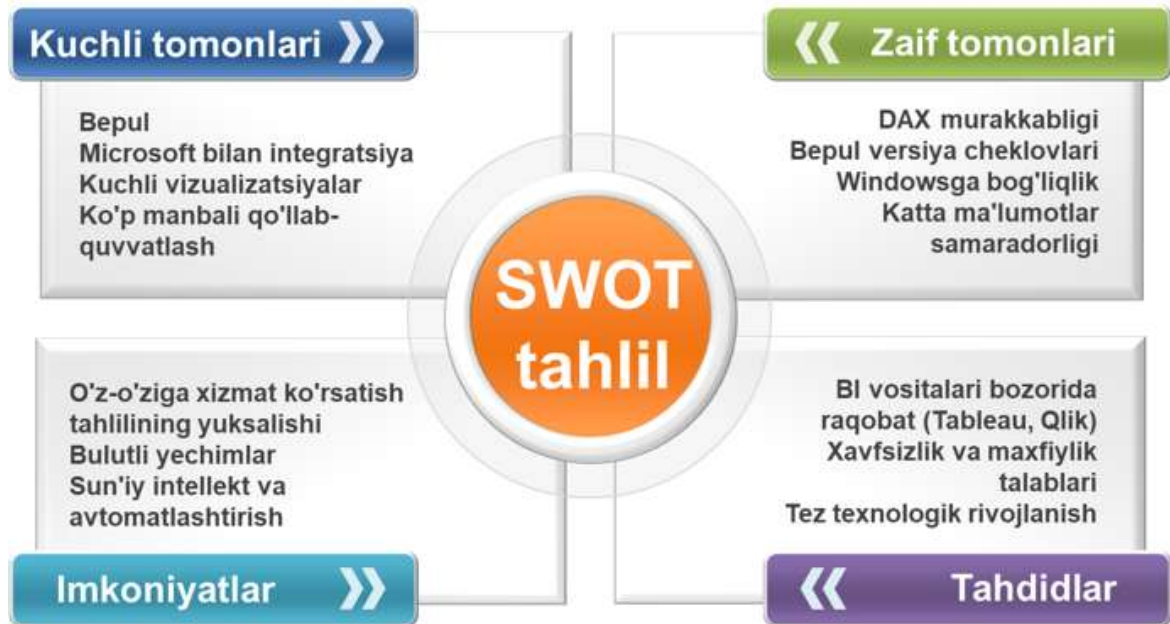 Kuchli tomonlari
Bepul
Microsoft bilan integratsiya
Kuchli vizualizatsiyalar
Ko'p manbali qo'llab-
quvvatlash
Zaif tomonlari
DAX murakkabligi
Bepul versiya cheklovlari
Windowsga bog'liqlik
Katta ma'lumotlar
samaradorligi
SWOT
tahlil
O'z-o'ziga xizmat ko'rsatish
tahlilining yuksalishi
Bulutli yechimlar
Sun'iy intellekt va
avtomatlashtirish
Imkoniyatlar
BI vositalari bozorida
raqobat (Tableau, Qlik)
Xavfsizlik va maxfiylik
talablari
Tez texnologik rivojlanish
Tahdidlar